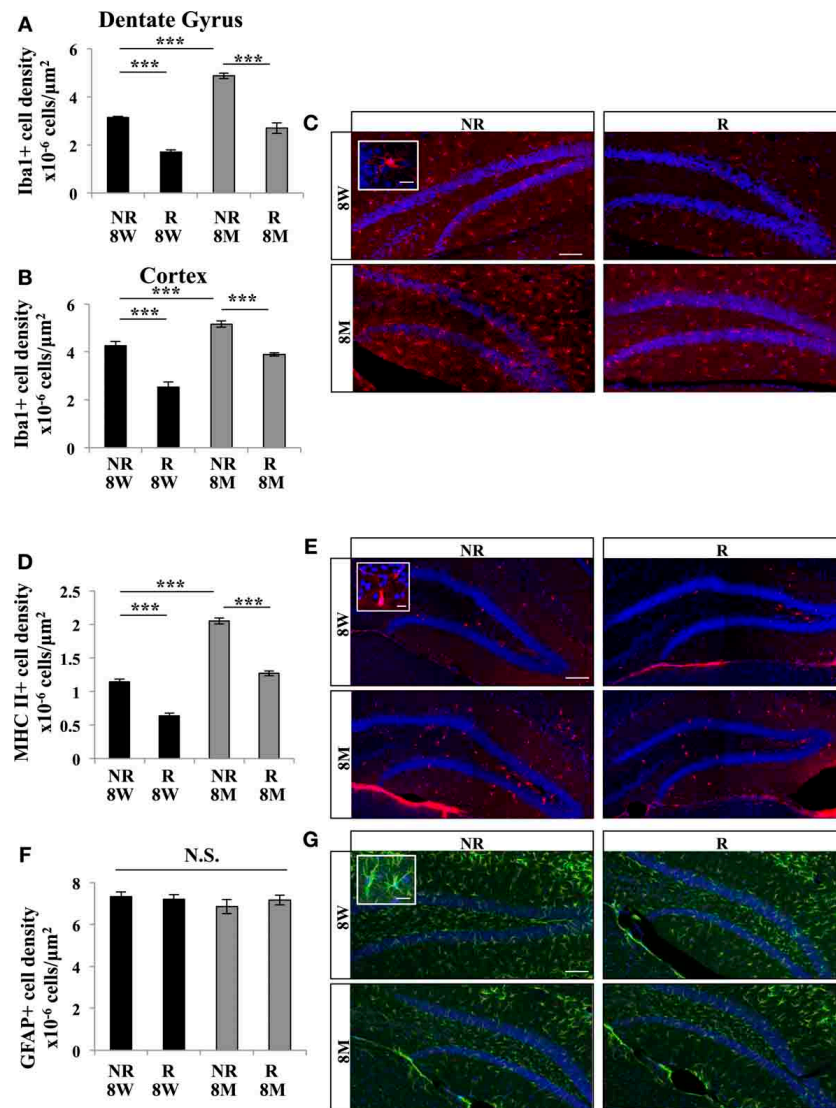 A
Dentate Gyrus
***
***
***
Iba1+ cell density
x10-6 cells/µm2
6
4
2
0
NR
8W
R
8W
NR
8M
R
8M
B
Cortex
***
***
***
Iba1+ cell density
x10-6 cells/µm2
6
4
2
0
NR
8W
R
8W
NR
8M
R
8M
C
NR
R
8W
8M
D
***
***
***
MHC II+ cell density
x10-6 cells/µm2
2.5
2
1.5
1
0.5
0
NR
8W
R
8W
NR
8M
R
8M
E
NR
R
8W
8M
F
N.S.
GFAP+ cell density
x10-6 cells/µm2
8
6
4
2
0
NR
8W
R
8W
NR
8M
R
8M
G
NR
R
8W
8M